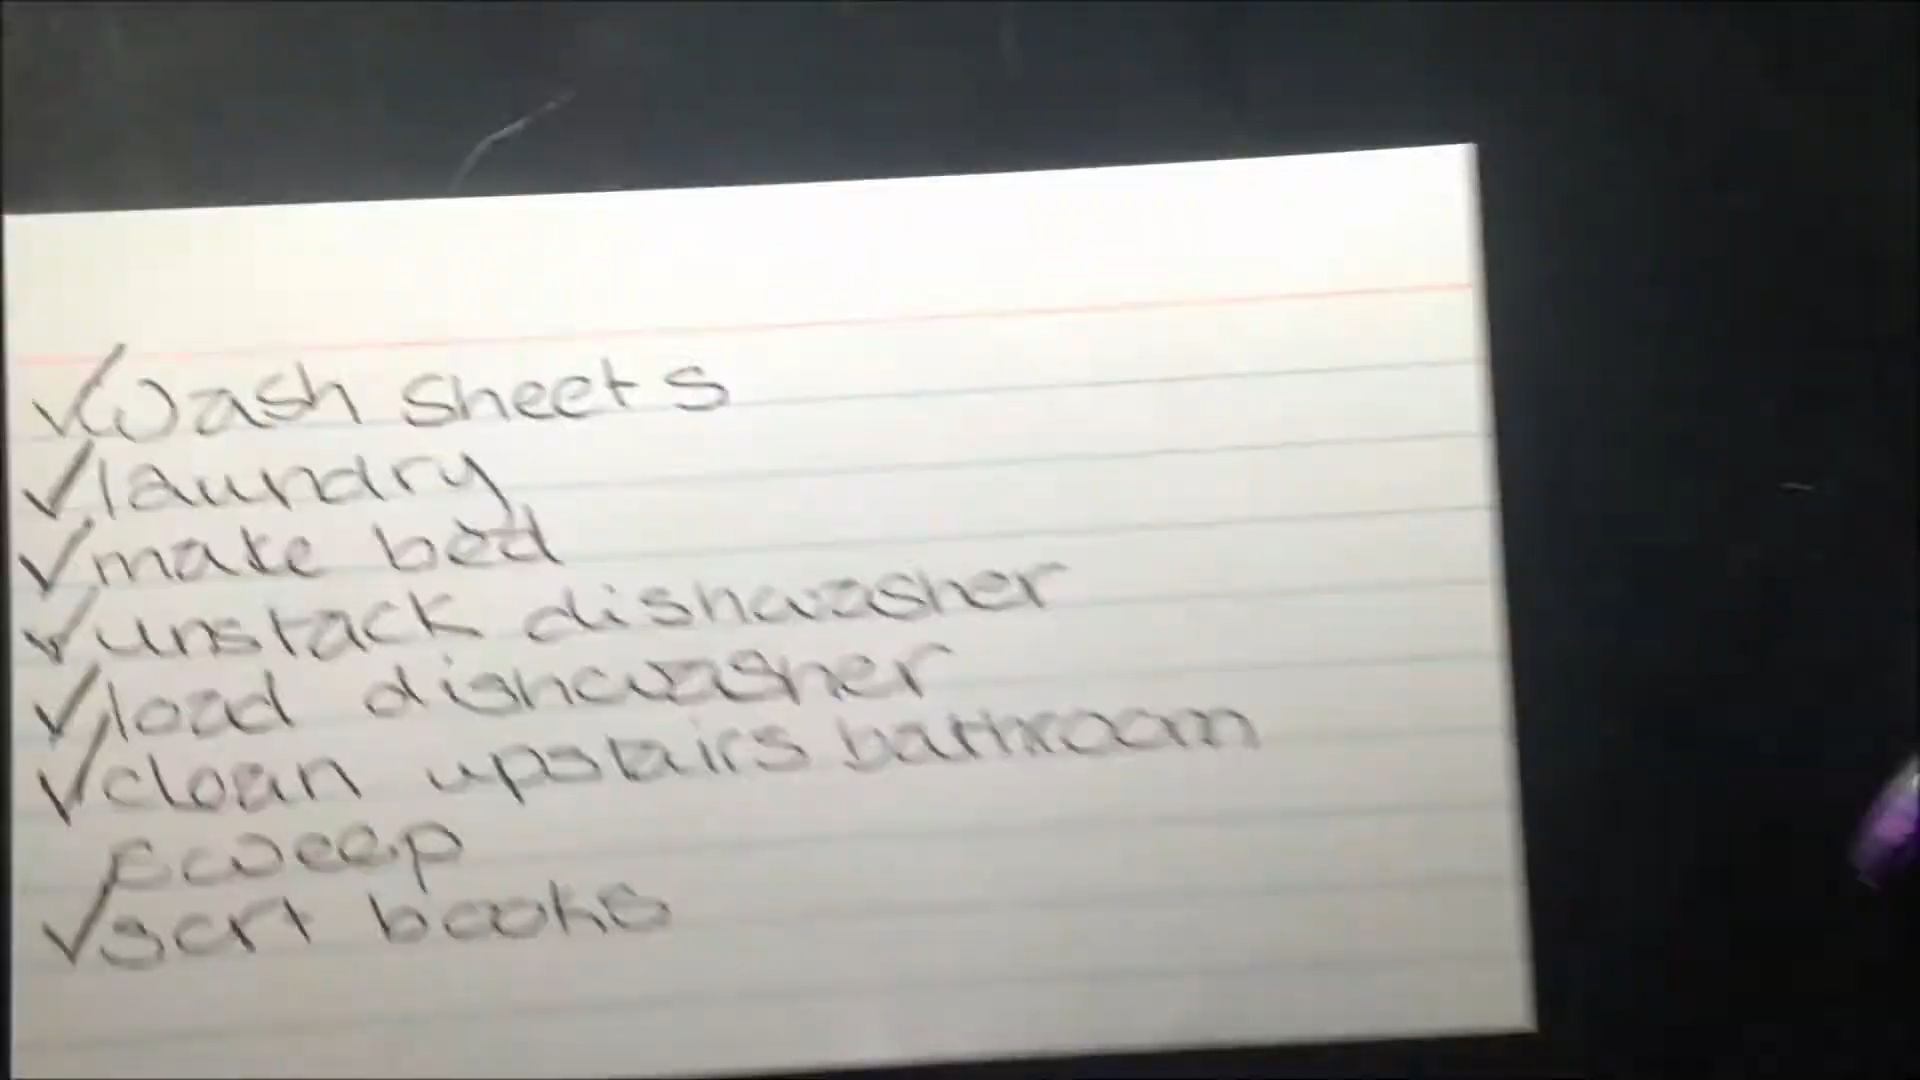 ✓ Wash sheets
✓ laundry
✓ make bed
✓ unstack dishwasher
✓ load dishwasher
✓ clean upstairs bathroom
sweep
✓ sort books